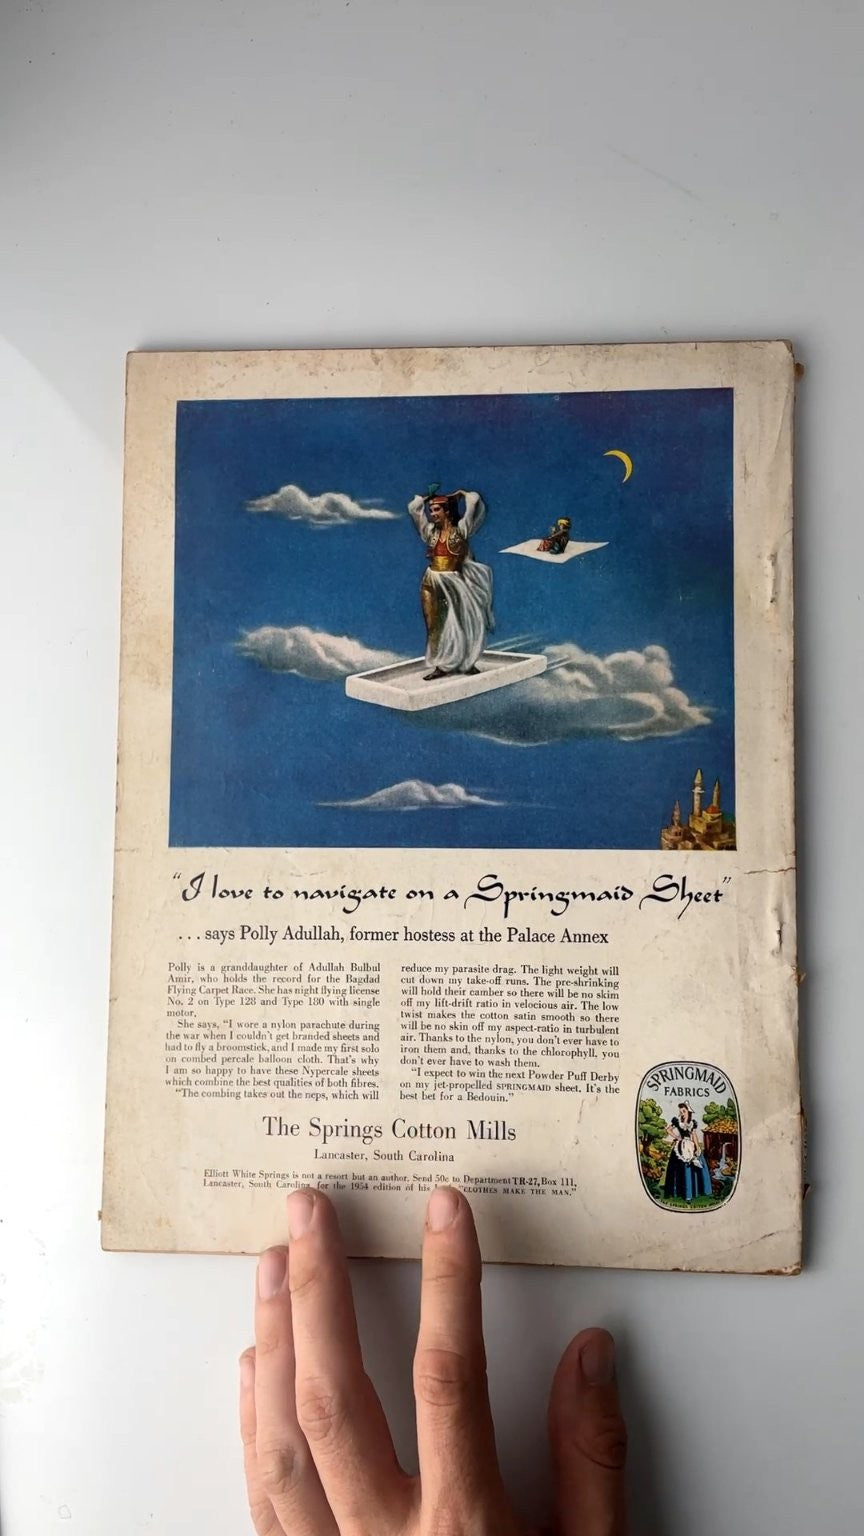 "I love to navigate on a Springmaid Sheet"
... says Polly Adullah, former hostess at the Palace Annex
Polly is a granddaughter of Adullah Bulbul
Amir, who holds the record for the Bagdad
Flying Carpet Race. She has night flying license
No. 2 on Type 128 and Type 180 with single
motor.
She says, "I wore a nylon parachute during
the war when I couldn't get branded sheets and
had to fly a broomstick, and I made my first solo
on combed percale balloon cloth. That's why
I am so happy to have these Nypercale sheets
which combine the best qualities of both fibres.
"The combing takes out the neps, which will
reduce my parasite drag. The light weight will
cut down my take-off runs. The pre-shrinking
will hold their camber so there will be no skim
off my lift-drift ratio in velocious air. The low
twist makes the cotton satin smooth so there
will be no skin off my aspect-ratio in turbulent
air. Thanks to the nylon, you don't ever have to
iron them and, thanks to the chlorophyll, you
don't ever have to wash them.
"I expect to win the next Powder Puff Derby
on my jet-propelled SPRINGMAID sheet. It's the
best bet for a Bedouin."
SPRINGMAID
FABRICS
The Springs Cotton Mills
Lancaster, South Carolina
Elliott White Springs is not a resort but an author. Send 50c to Department TR-27, Box 111,
Lancaster, South Carolina, for the 1954 edition of his "CLOTHES MAKE THE MAN."